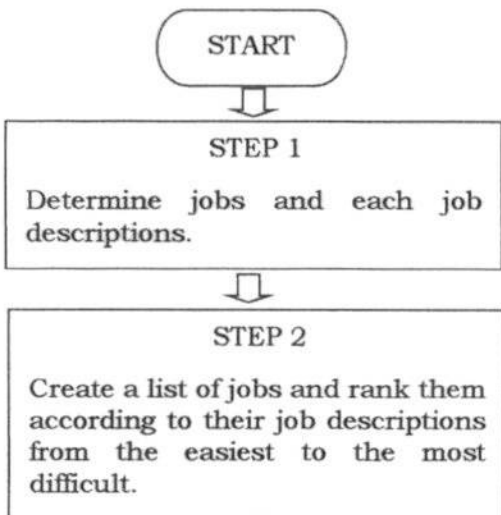 START
STEP 1
Determine jobs and each job
descriptions.
STEP 2
Create a list of jobs and rank them
according to their job descriptions
from the easiest to the most
difficult.